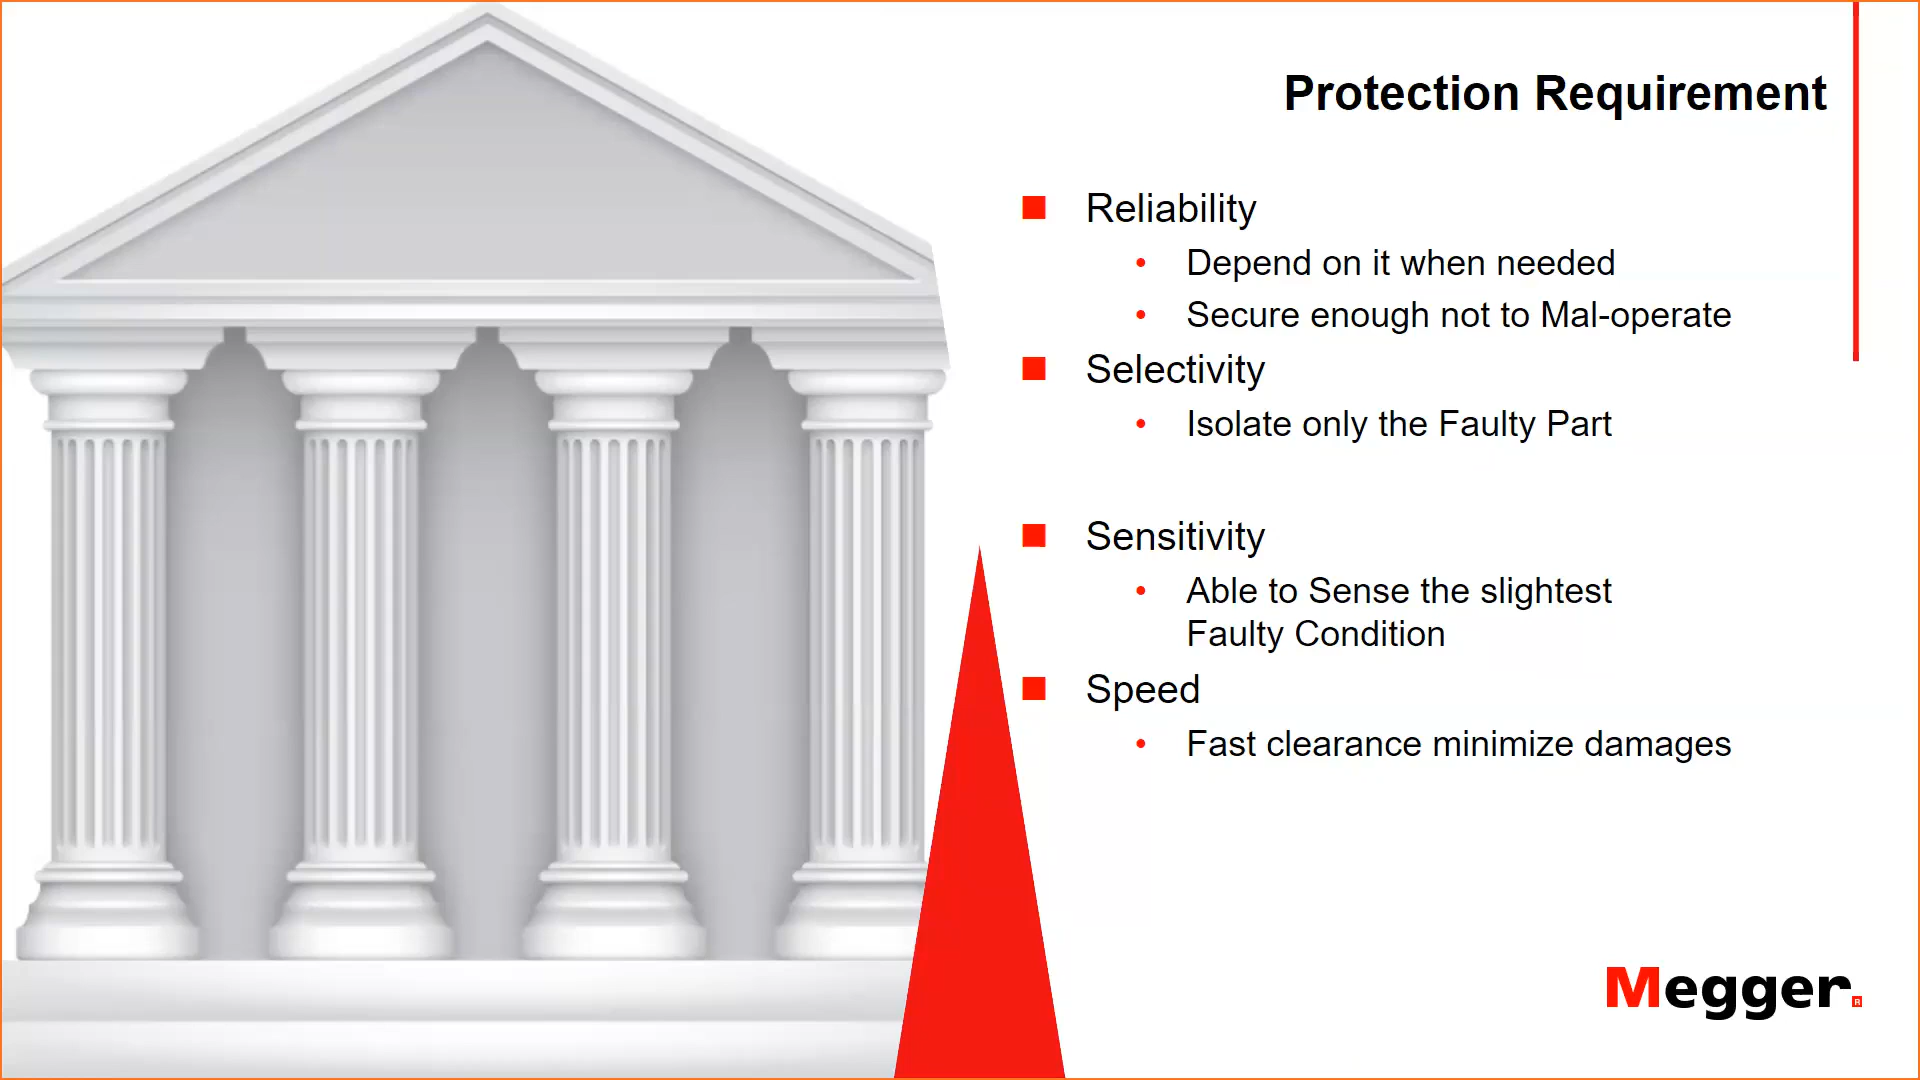 Protection Requirement
Reliability
Depend on it when needed
Secure enough not to Mal-operate
Selectivity
Isolate only the Faulty Part
Sensitivity
Able to Sense the slightest
Faulty Condition
Speed
Fast clearance minimize damages
Megger.
R